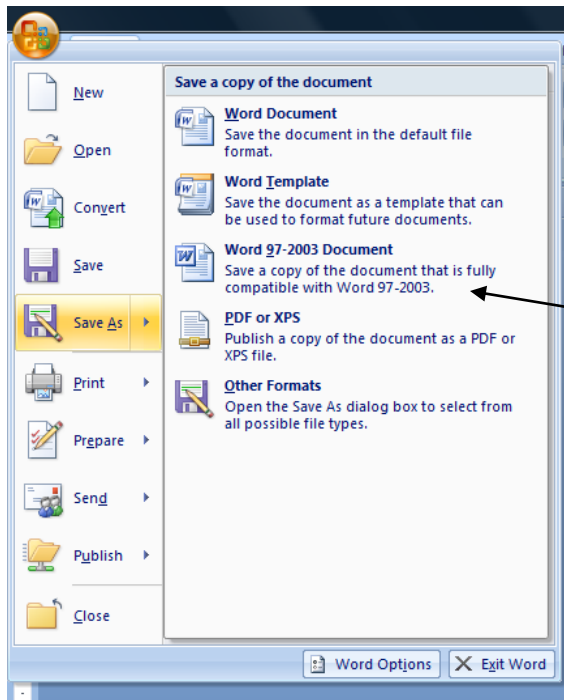 New
Open
Convert
Save
Save As
Print
Prepare
Send
Publish
Close
Save a copy of the document
Word Document
Save the document in the default file
format.
Word Template
Save the document as a template that can
be used to format future documents.
Word 97-2003 Document
Save a copy of the document that is fully
compatible with Word 97-2003.
PDF or XPS
Publish a copy of the document as a PDF or
XPS file.
Other Formats
Open the Save As dialog box to select from
all possible file types.
Word Options
Exit Word